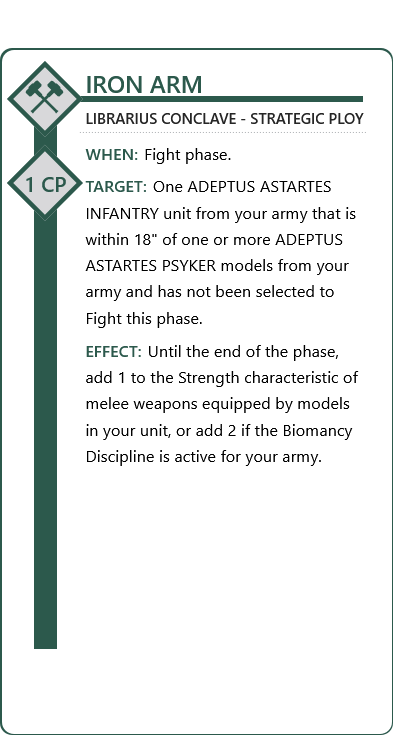 IRON ARM
LIBRARIUS CONCLAVE - STRATEGIC PLOY
WHEN: Fight phase.
1 CP
TARGET: One ADEPTUS ASTARTES
INFANTRY unit from your army that is
within 18" of one or more ADEPTUS
ASTARTES PSYKER models from your
army and has not been selected to
Fight this phase.
EFFECT: Until the end of the phase,
add 1 to the Strength characteristic of
melee weapons equipped by models
in your unit, or add 2 if the Biomancy
Discipline is active for your army.